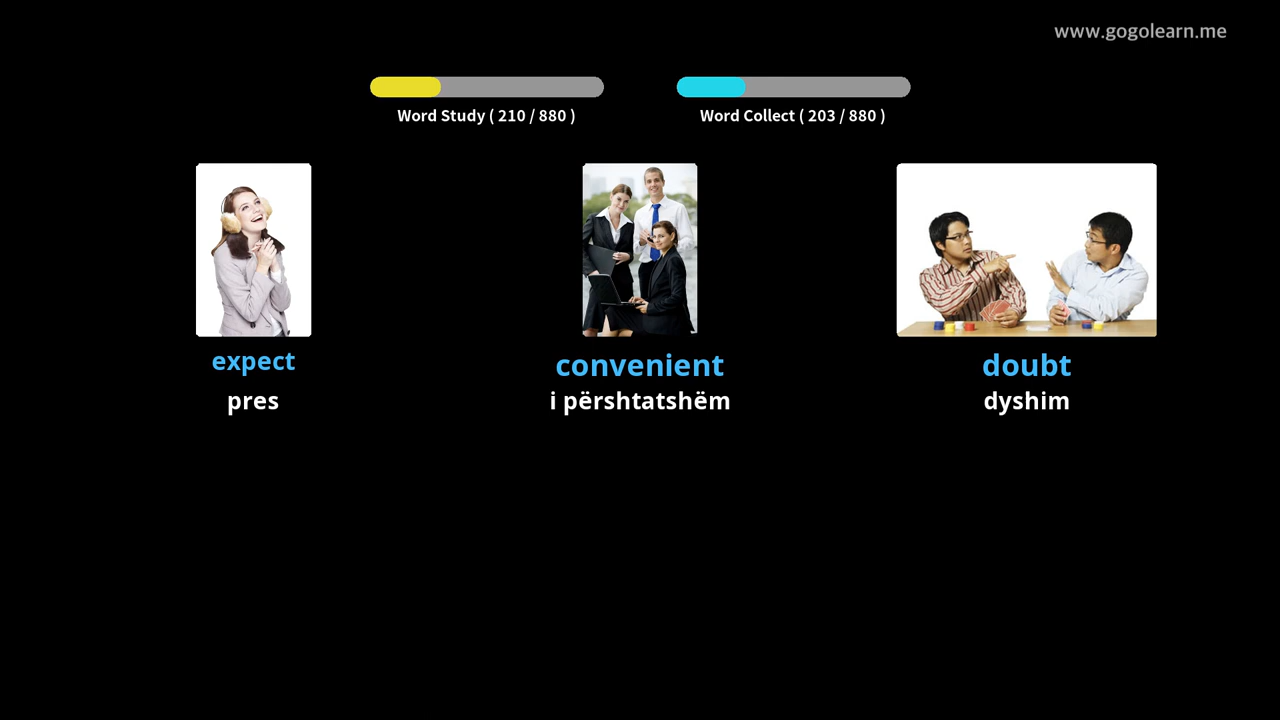 www.gogolearn.me
Word Study ( 210 / 880 )
Word Collect ( 203 / 880 )
expect
convenient
doubt
pres
i përshtatshëm
dyshim